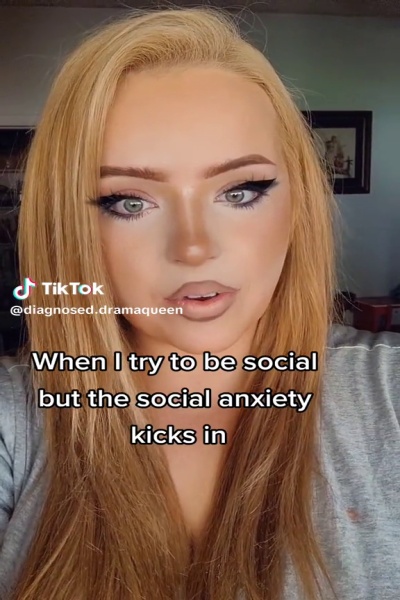 TikTok
@diagnosed.dramaqueen
When I try to be social
but the social anxiety
kicks in